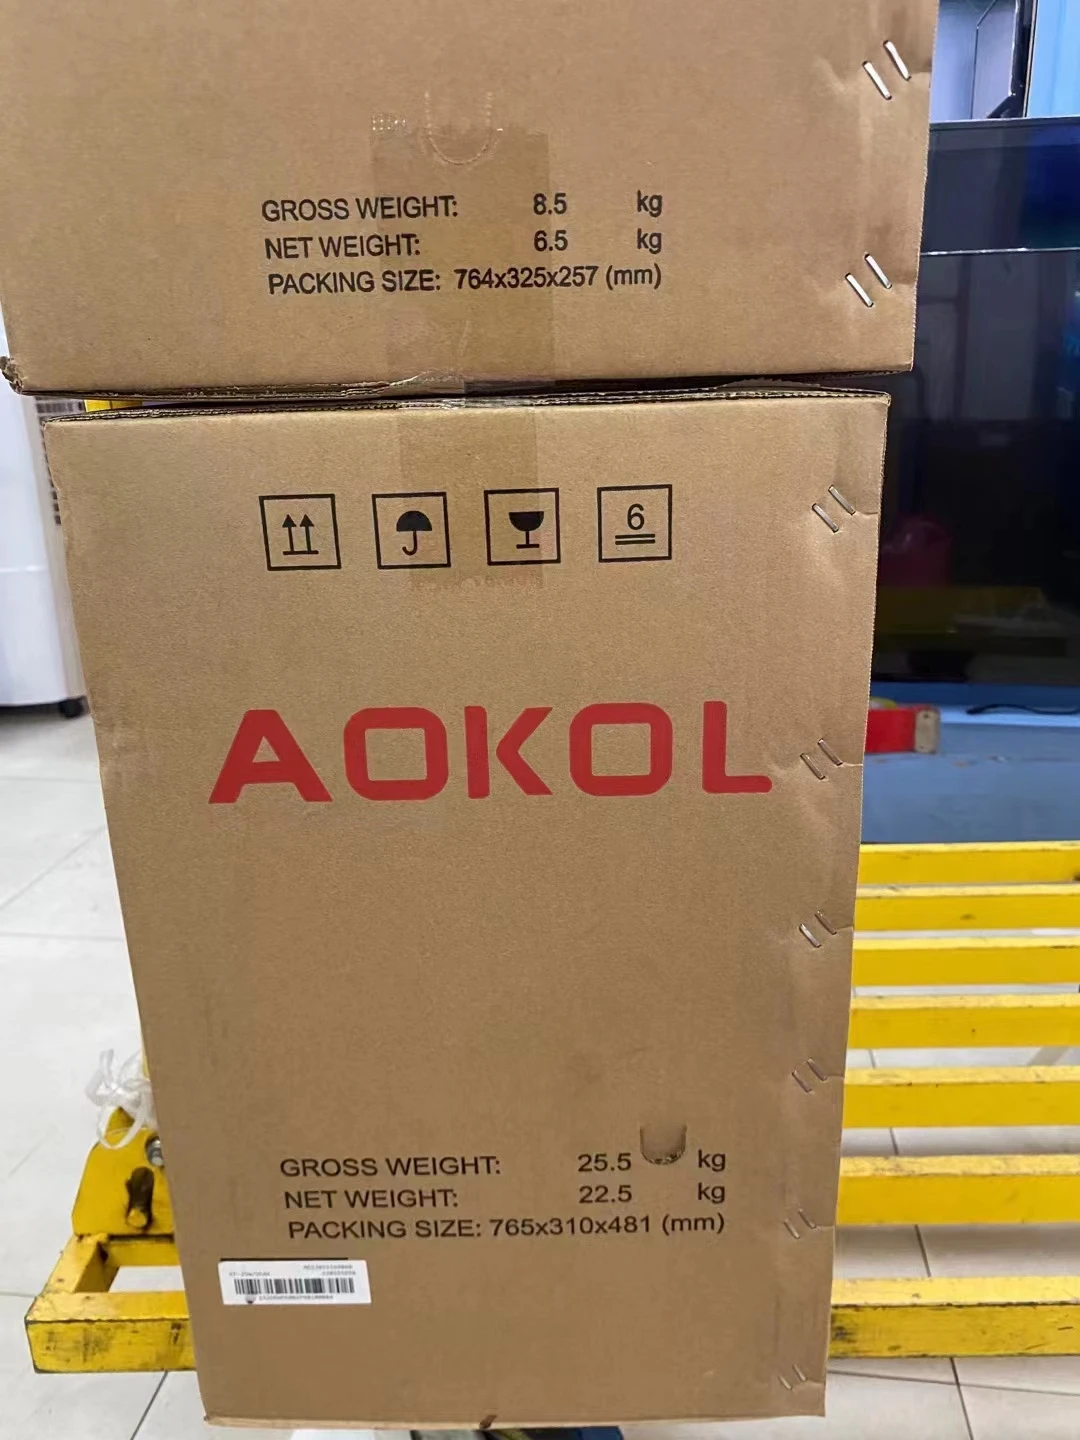 GROSS WEIGHT: 8.5 kg
NET WEIGHT: 6.5 kg
PACKING SIZE: 764x325x257 (mm)
6
AOKOL
GROSS WEIGHT: 25.5 kg
NET WEIGHT: 22.5 kg
PACKING SIZE: 765x310x481 (mm)